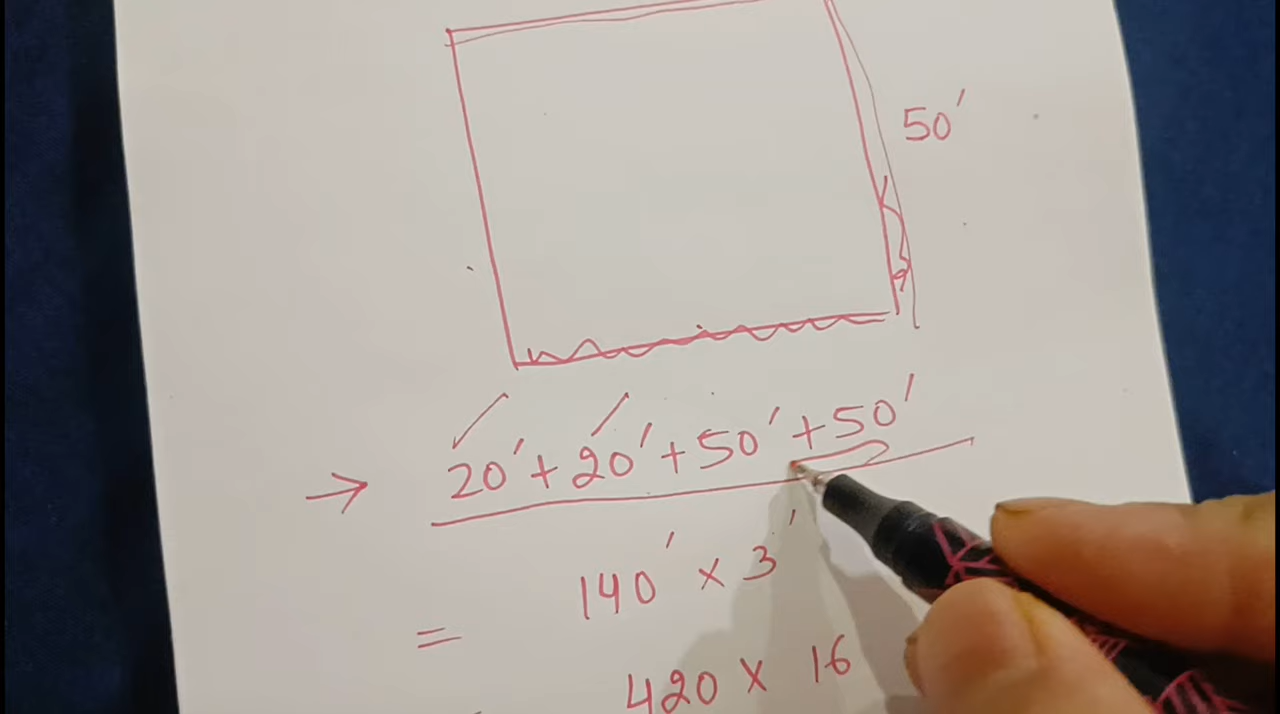 50'
→ 20' + 20' + 50' + 50'
140' x 3'
=
420 x 16